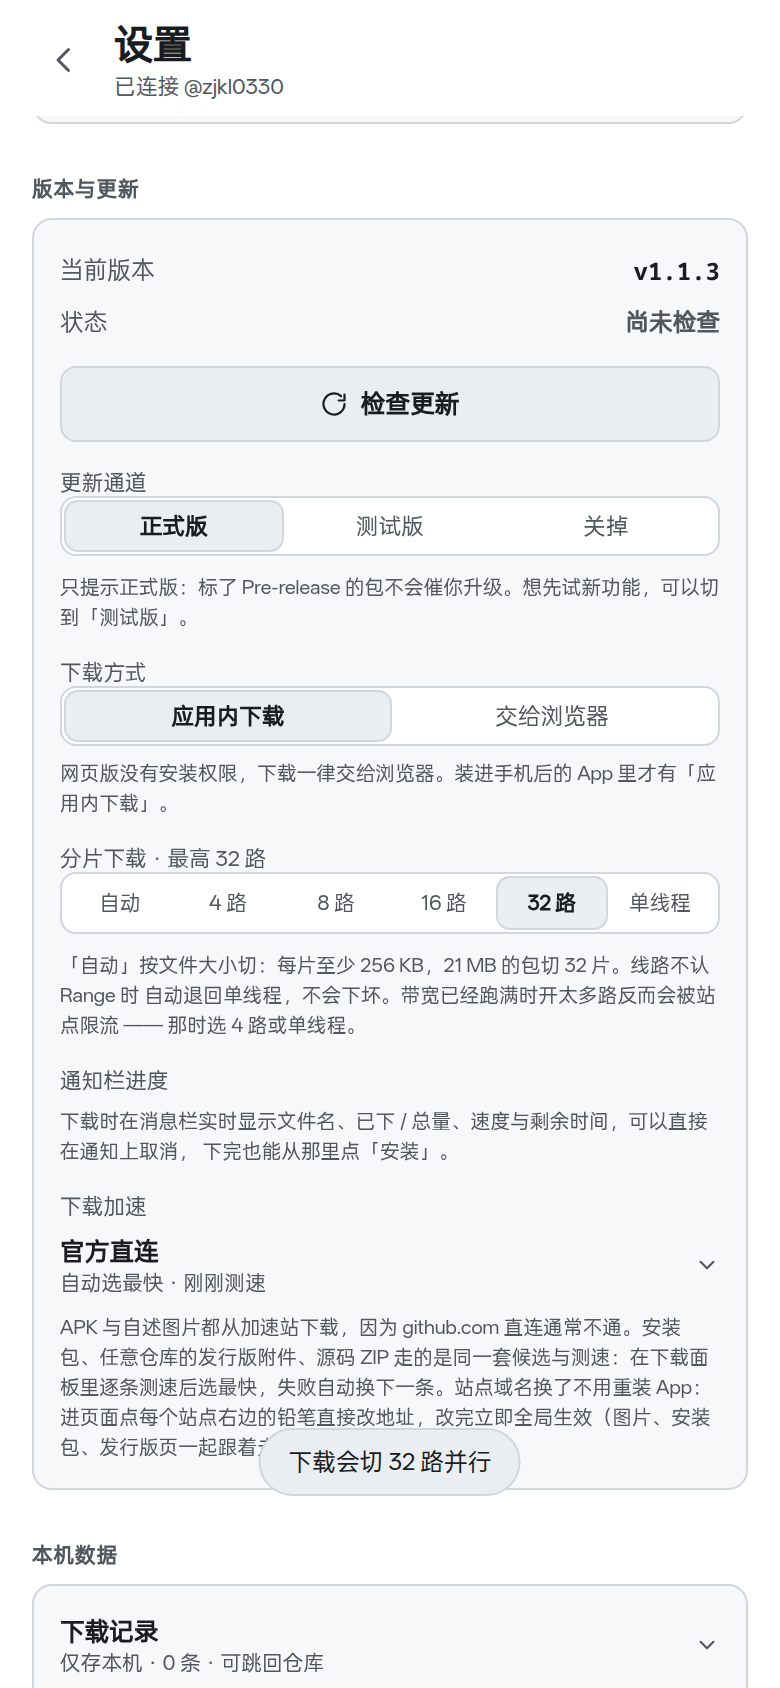 设置
已连接 @zjkl0330
版本与更新
当前版本
v1.1.3
状态
尚未检查
检查更新
更新通道
正式版
测试版
关掉
只提示正式版：标了 Pre-release 的包不会催你升级。想先试新功能，可以切
到「测试版」。
下载方式
应用内下载
交给浏览器
网页版没有安装权限，下载一律交给浏览器。装进手机后的 App 里才有「应
用内下载」。
分片下载 · 最高 32 路
自动
4 路
8 路
16 路
32 路
单线程
「自动」按文件大小切：每片至少 256 KB，21 MB 的包切 32 片。线路不认
Range 时 自动退回单线程，不会下坏。带宽已经跑满时开太多路反而会被站
点限流 —— 那时选 4 路或单线程。
通知栏进度
下载时在消息栏实时显示文件名、已下 / 总量、速度与剩余时间，可以直接
在通知上取消， 下完也能从那里点「安装」。
下载加速
官方直连
自动选最快 · 刚刚测速
APK 与自述图片都从加速站下载，因为 github.com 直连通常不通。安装
包、任意仓库的发行版附件、源码 ZIP 走的是同一套候选与测速：在下载面
板里逐条测速后选最快，失败自动换下一条。站点域名换了不用重装 App：
进页面点每个站点右边的铅笔直接改地址，改完立即全局生效（图片、安装
包、发行版页一起跟着
下载会切 32 路并行
本机数据
下载记录
仅存本机 · 0 条 · 可跳回仓库